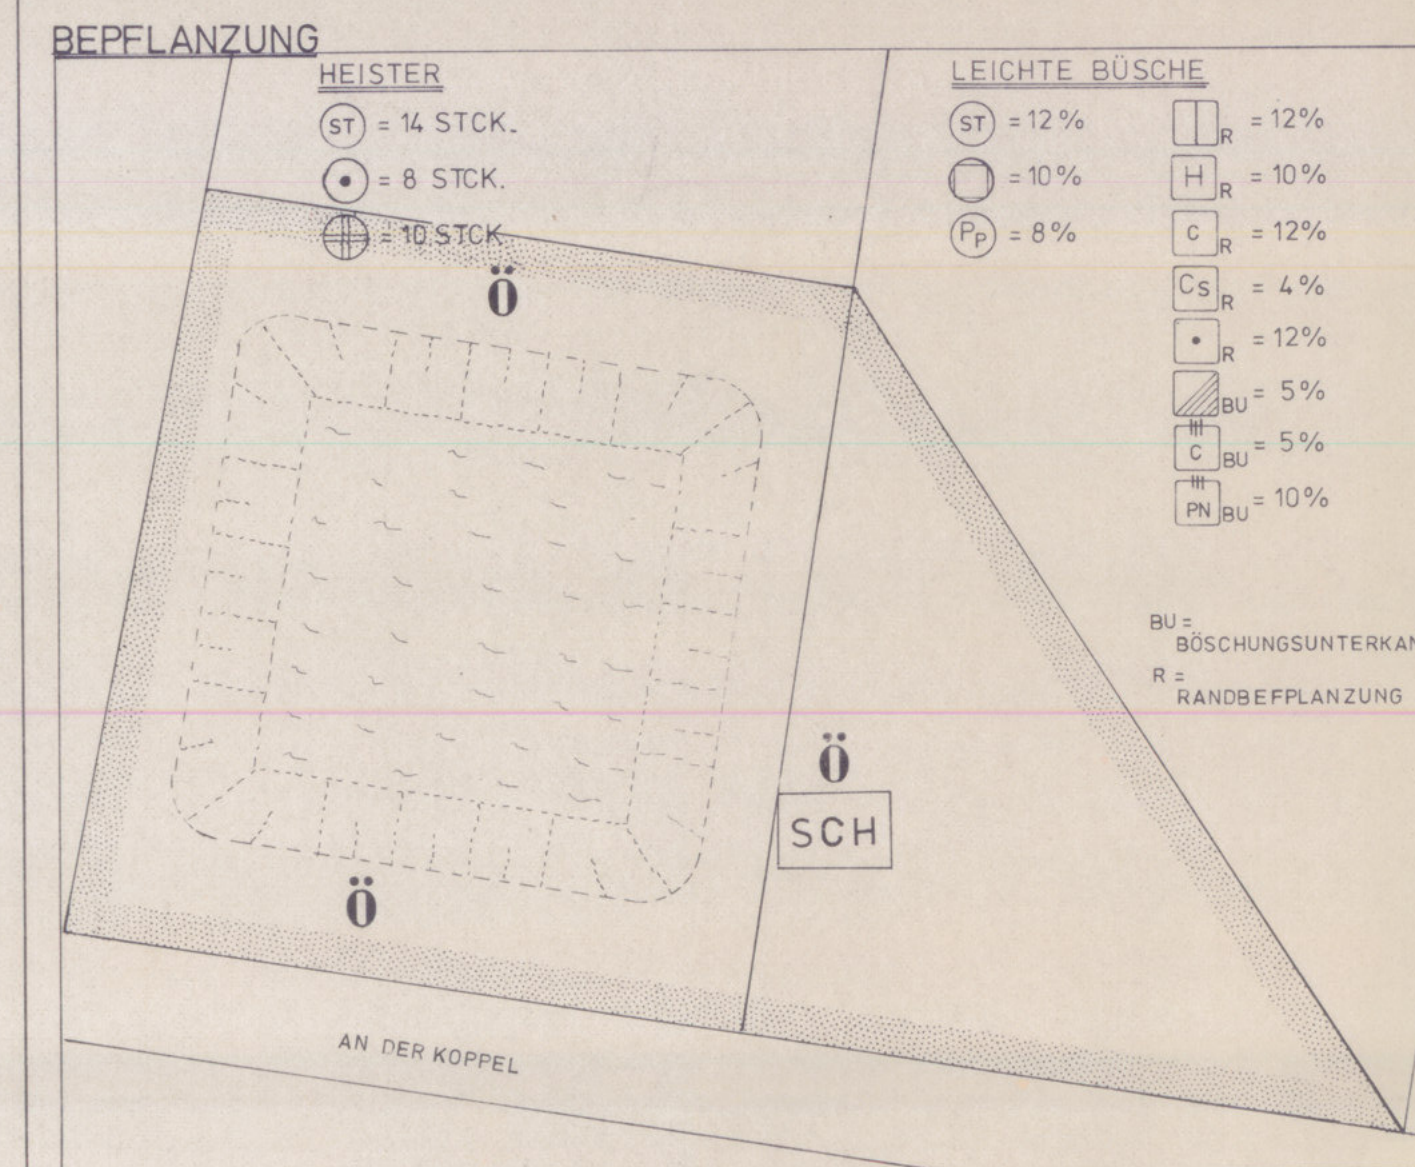 BEPFLANZUNG
HEISTER
ST = 14 STCK.
= 8 STCK.
= 10 STCK
LEICHTE BÜSCHE
ST = 12%
= 10%
PP = 8%
R = 12%
H R = 10%
C R = 12%
CS R = 4%
R = 12%
BU = 5%
C BU = 5%
PN BU = 10%
BU =
BÖSCHUNGSUNTERKAN
R =
RANDBEFPLANZUNG
Ö
Ö
SCH
Ö
AN DER KOPPEL